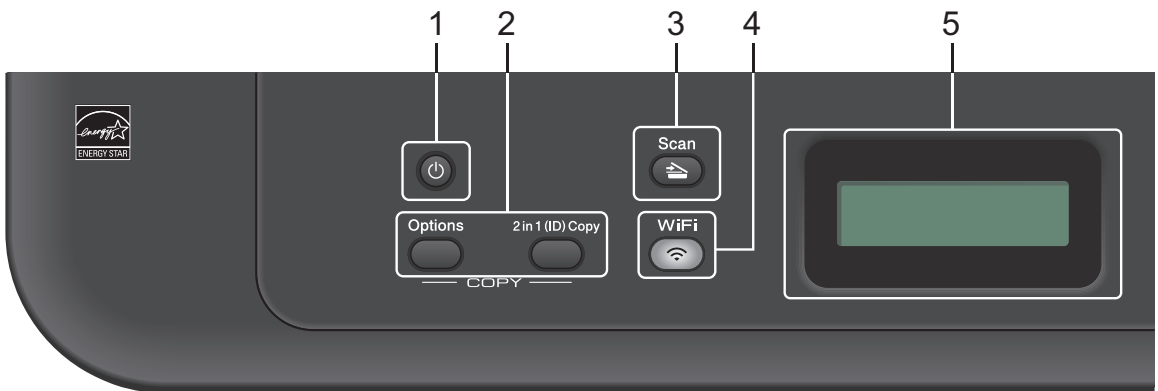 1 2 3 4 5
energy
ENERGY STAR
Scan
Options 2 in 1 (ID) Copy
WiFi
COPY